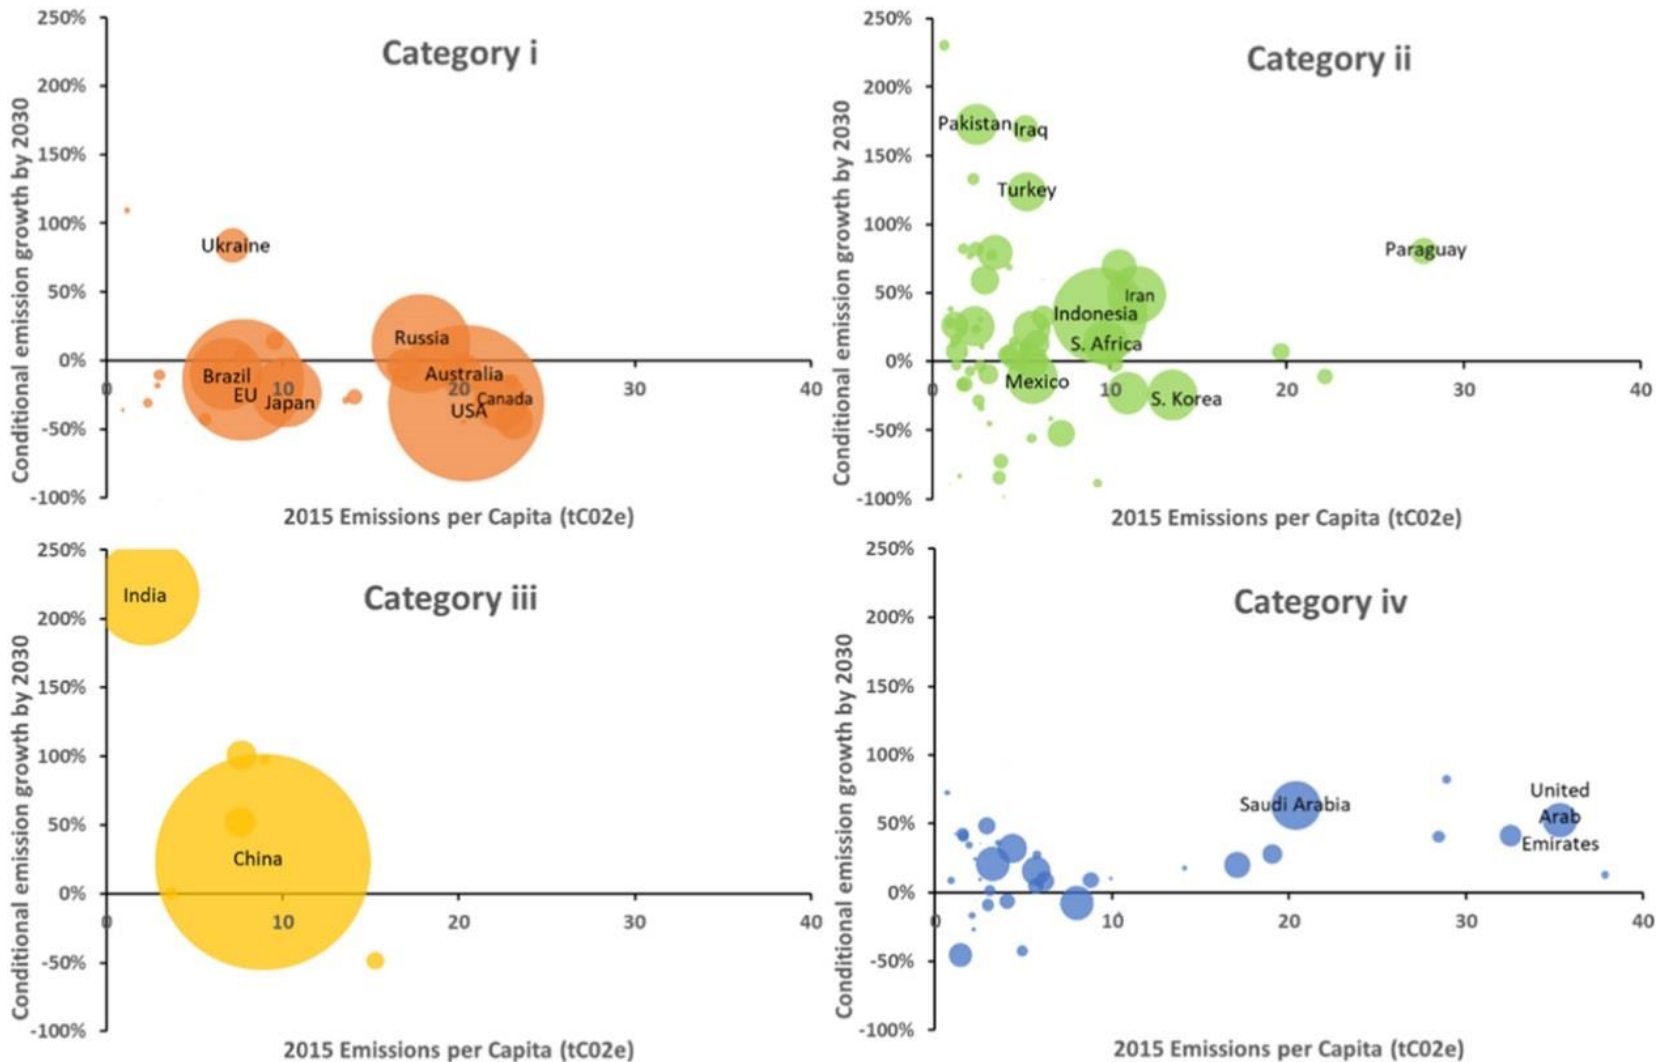 Category i
Conditional emission growth by 2030
250%
200%
150%
100%
50%
0%
-50%
-100%
Ukraine
Russia
Brazil
EU
Japan
Australia
Canada
USA
10
20
30
40
2015 Emissions per Capita (tC02e)
Category ii
Conditional emission growth by 2030
250%
200%
150%
100%
50%
0%
-50%
-100%
Pakistan
Iraq
Turkey
Paraguay
Iran
Indonesia
S. Africa
Mexico
S. Korea
0
10
20
30
40
2015 Emissions per Capita (tC02e)
Category iii
Conditional emission growth by 2030
250%
200%
150%
100%
50%
0%
-50%
-100%
India
China
0
10
20
30
40
2015 Emissions per Capita (tC02e)
Category iv
Conditional emission growth by 2030
250%
200%
150%
100%
50%
0%
-50%
-100%
Saudi Arabia
United
Arab
Emirates
0
10
20
30
40
2015 Emissions per Capita (tC02e)